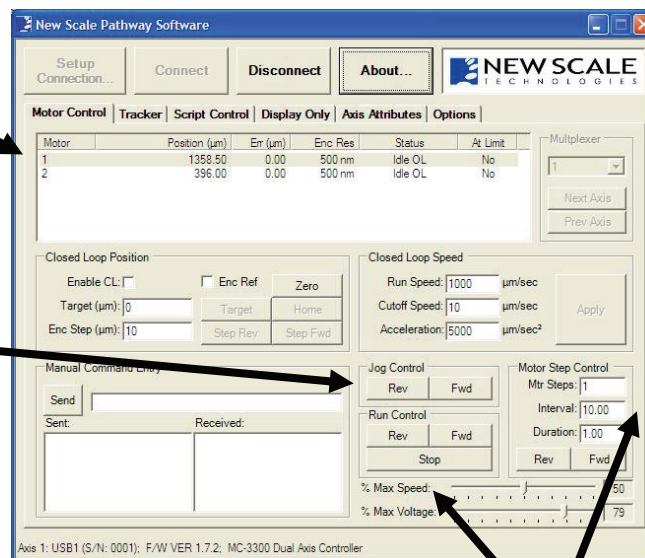 New Scale Pathway Software
Setup Connection... Connect Disconnect About... NEW SCALE TECHNOLOGIES
Motor Control Tracker Script Control Display Only Axis Attributes Options
Motor Position (µm) Err (µm) Enc Res Status At Limit
1 1358.50 0.00 500 nm Idle OL No
2 396.00 0.00 500 nm Idle OL No
Multplexer
1
Next Axis
Prev Axis
Closed Loop Position
Enable CL: Enc Ref Zero
Target (µm): 0 Target Home
Enc Step (µm): 10 Step Rev Step Fwd
Closed Loop Speed
Run Speed: 1000 µm/sec
Cutoff Speed: 10 µm/sec
Acceleration: 5000 µm/sec²
Apply
Manual Command Entry
Send
Sent: Received:
Jog Control
Rev Fwd
Run Control
Rev Fwd
Stop
Motor Step Control
Mtr Steps: 1
Interval: 10.00
Duration: 1.00
Rev Fwd
% Max Speed: 50
% Max Voltage: 79
Axis 1: USB1 (S/N: 0001); F/W VER 1.7.2; MC-3300 Dual Axis Controller